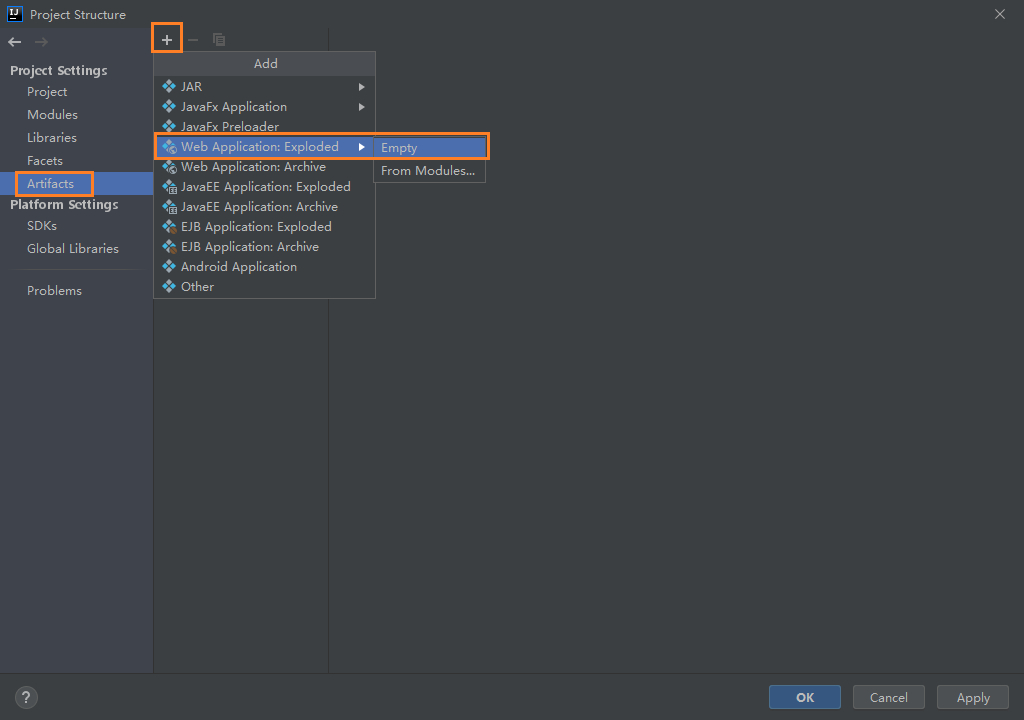 Project Structure
Project Settings
Project
Modules
Libraries
Facets
Artifacts
Platform Settings
SDKs
Global Libraries
Problems
Add
JAR
JavaFx Application
JavaFx Preloader
Web Application: Exploded
Web Application: Archive
JavaEE Application: Exploded
JavaEE Application: Archive
EJB Application: Exploded
EJB Application: Archive
Android Application
Other
Empty
From Modules...
?
OK
Cancel
Apply